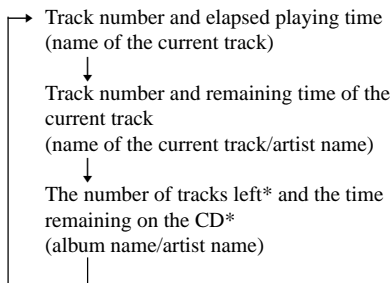 Track number and elapsed playing time
(name of the current track)
Track number and remaining time of the
current track
(name of the current track/artist name)
The number of tracks left* and the time
remaining on the CD*
(album name/artist name)